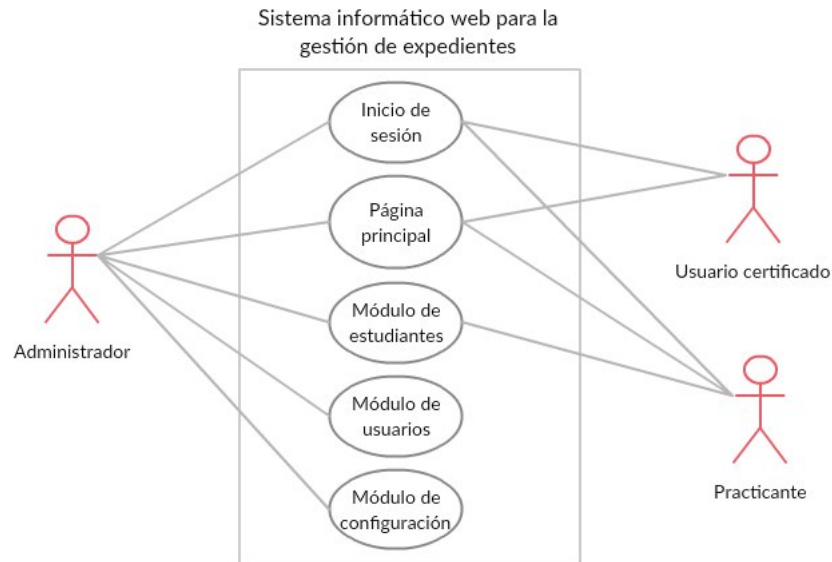 Sistema informático web para la
gestión de expedientes
Inicio de
sesión
Página
principal
Usuario certificado
Módulo de
estudiantes
Administrador
Módulo de
usuarios
Practicante
Módulo de
configuración